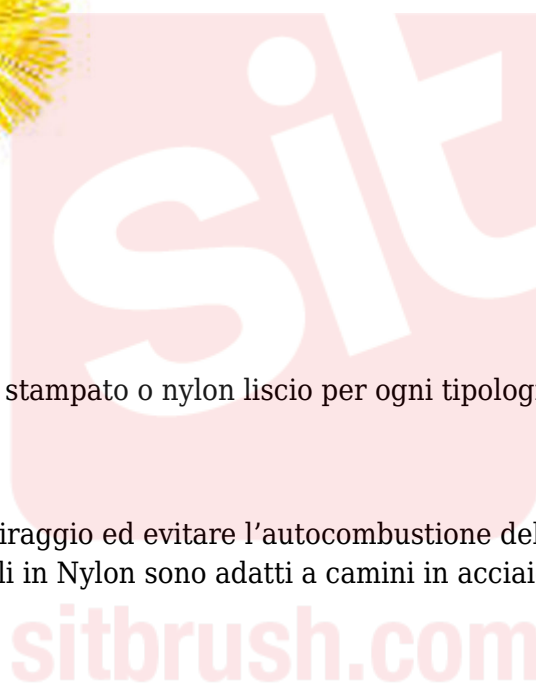 sit
stampato o nylon liscio per ogni tipolog
iraggio ed evitare l’autocombustione del
li in Nylon sono adatti a camini in acciai
sitbrush.com